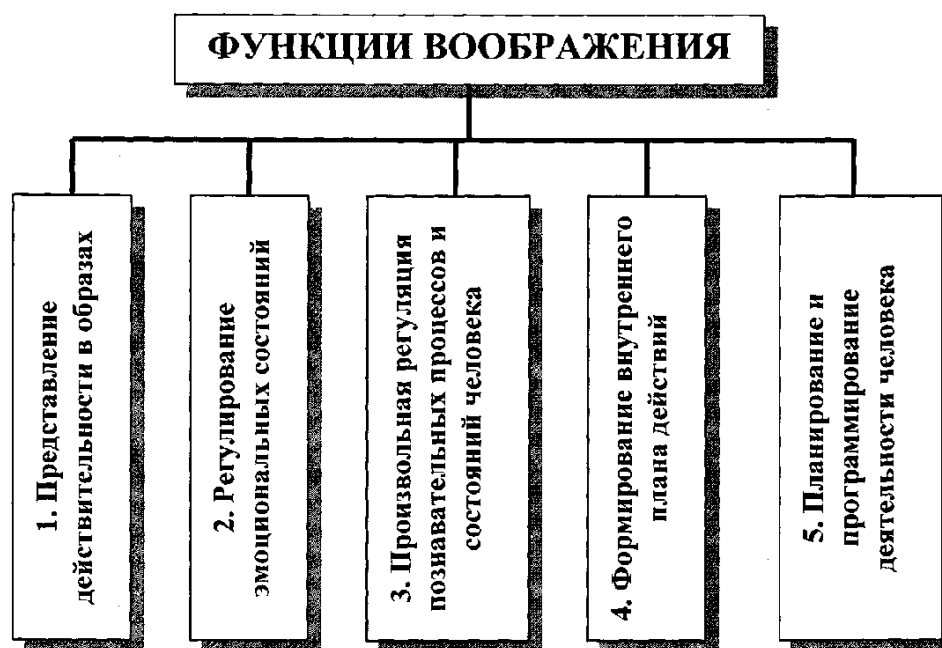 ФУНКЦИИ ВООБРАЖЕНИЯ
1. Представление
действительности в образах
2. Регулирование
эмоциональных состояний
3. Произвольная регуляция
познавательных процессов и
состояний человека
4. Формирование внутреннего
плана действий
5. Планирование и
программирование
деятельности человека